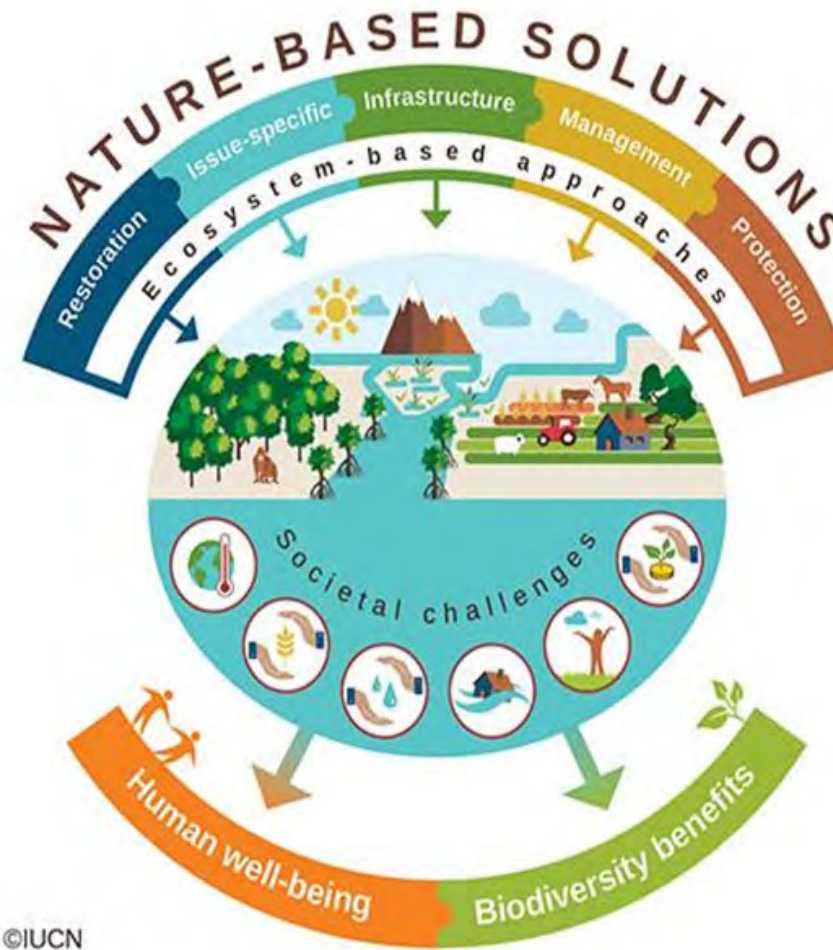 NATURE-BASED SOLUTIONS
Restoration
Issue-specific
Infrastructure
Management
Protection
Ecosystem-based approaches
Societal challenges
Human well-being
Biodiversity benefits
©IUCN